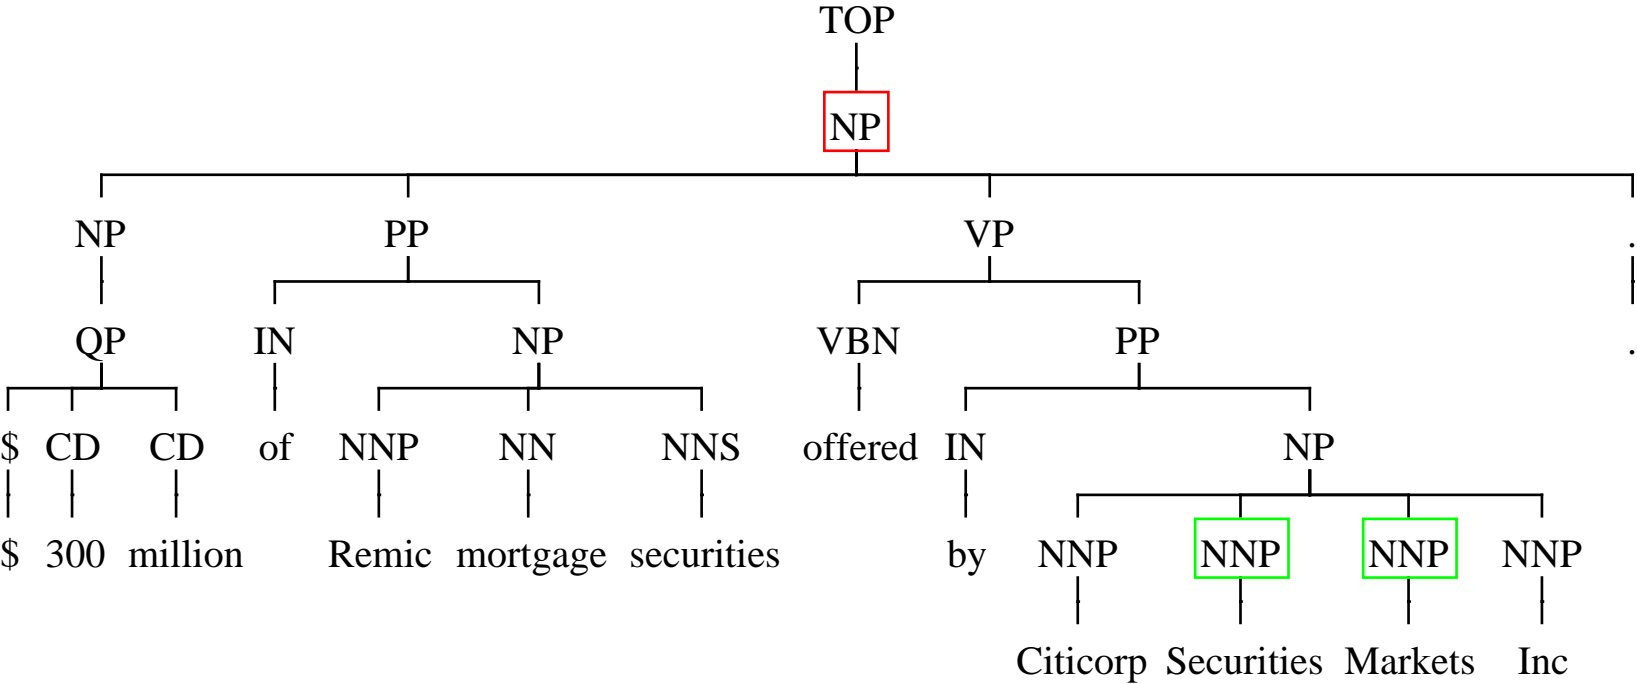 TOP
NP
NP PP VP .
QP IN NP VBN PP .
$ CD CD of NNP NN NNS offered IN NP
$ 300 million Remic mortgage securities by NNP NNP NNP NNP
Citicorp Securities Markets Inc